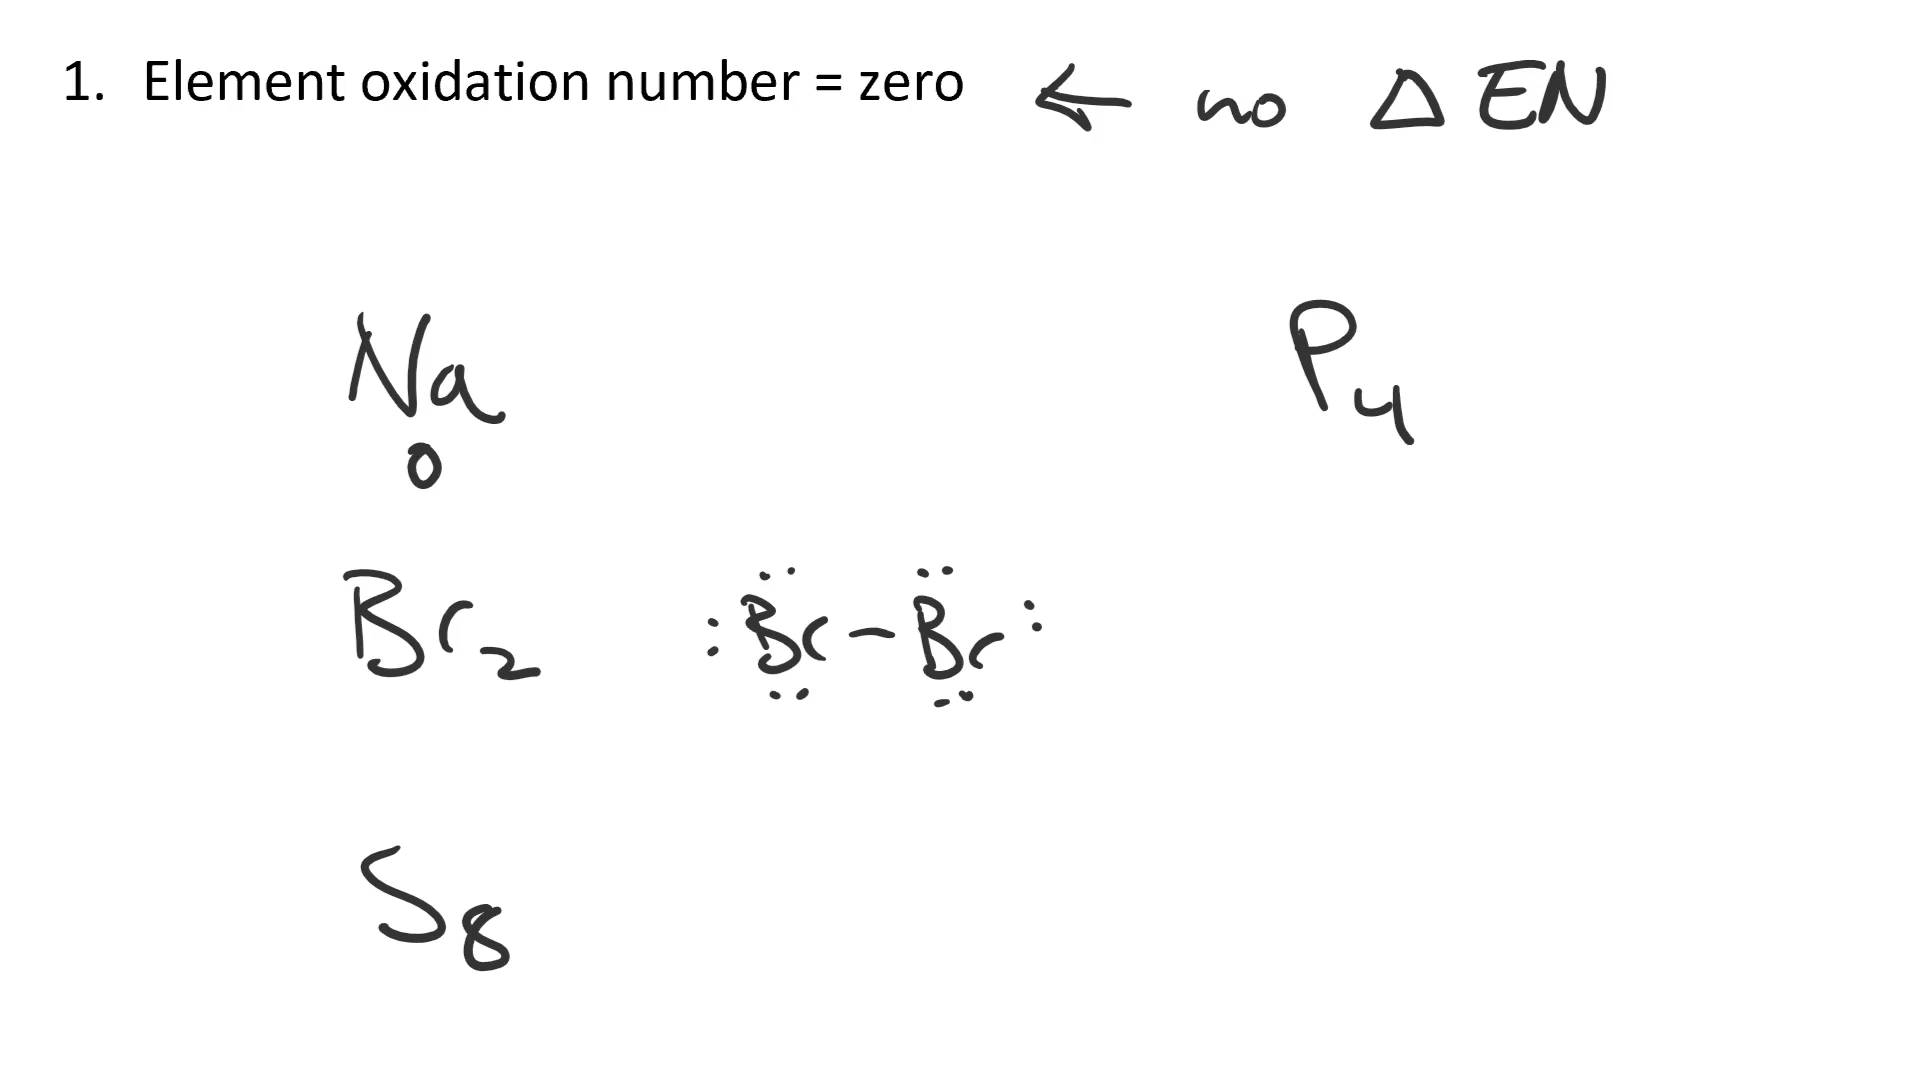 1. Element oxidation number = zero ← no Δ EN
Na P₄
0
Br₂ :Br–Br:
S₈